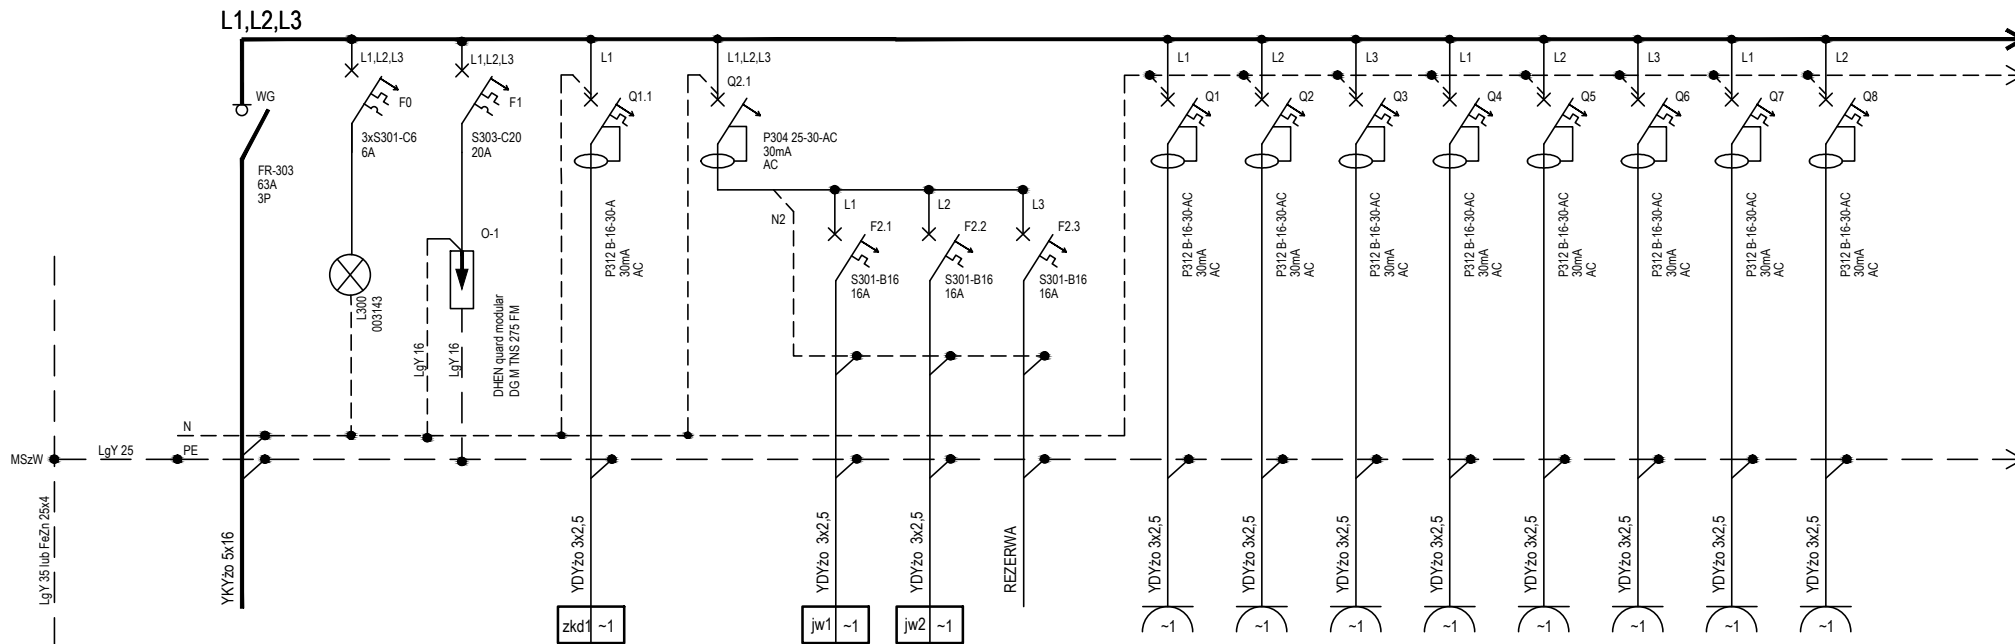 L1,L2,L3
WG
FR-303
63A
3P
L1,L2,L3
F0
3xS301-C6
6A
L300
003143
L1,L2,L3
F1
S303-C20
20A
O-1
LgY 16
LgY 16
DHEN quard modular
DG M TNS 275 FM
L1
Q1.1
P312 B-16-30-A
30mA
AC
L1,L2,L3
Q2.1
P304 25-30-AC
30mA
AC
N2
L1
F2.1
S301-B16
16A
L2
F2.2
S301-B16
16A
L3
F2.3
S301-B16
16A
L1
Q1
P312 B-16-30-AC
30mA
AC
L2
Q2
P312 B-16-30-AC
30mA
AC
L3
Q3
P312 B-16-30-AC
30mA
AC
L1
Q4
P312 B-16-30-AC
30mA
AC
L2
Q5
P312 B-16-30-AC
30mA
AC
L3
Q6
P312 B-16-30-AC
30mA
AC
L1
Q7
P312 B-16-30-AC
30mA
AC
L2
Q8
P312 B-16-30-AC
30mA
AC
N
PE
MSzW
LgY 25
LgY 35 lub FeZn 25x4
YKYżo 5x16
YDYżo 3x2,5
YDYżo 3x2,5
YDYżo 3x2,5
REZERWA
YDYżo 3x2,5
YDYżo 3x2,5
YDYżo 3x2,5
YDYżo 3x2,5
YDYżo 3x2,5
YDYżo 3x2,5
YDYżo 3x2,5
YDYżo 3x2,5
zkd1 ~1
jw1 ~1
jw2 ~1
~1
~1
~1
~1
~1
~1
~1
~1